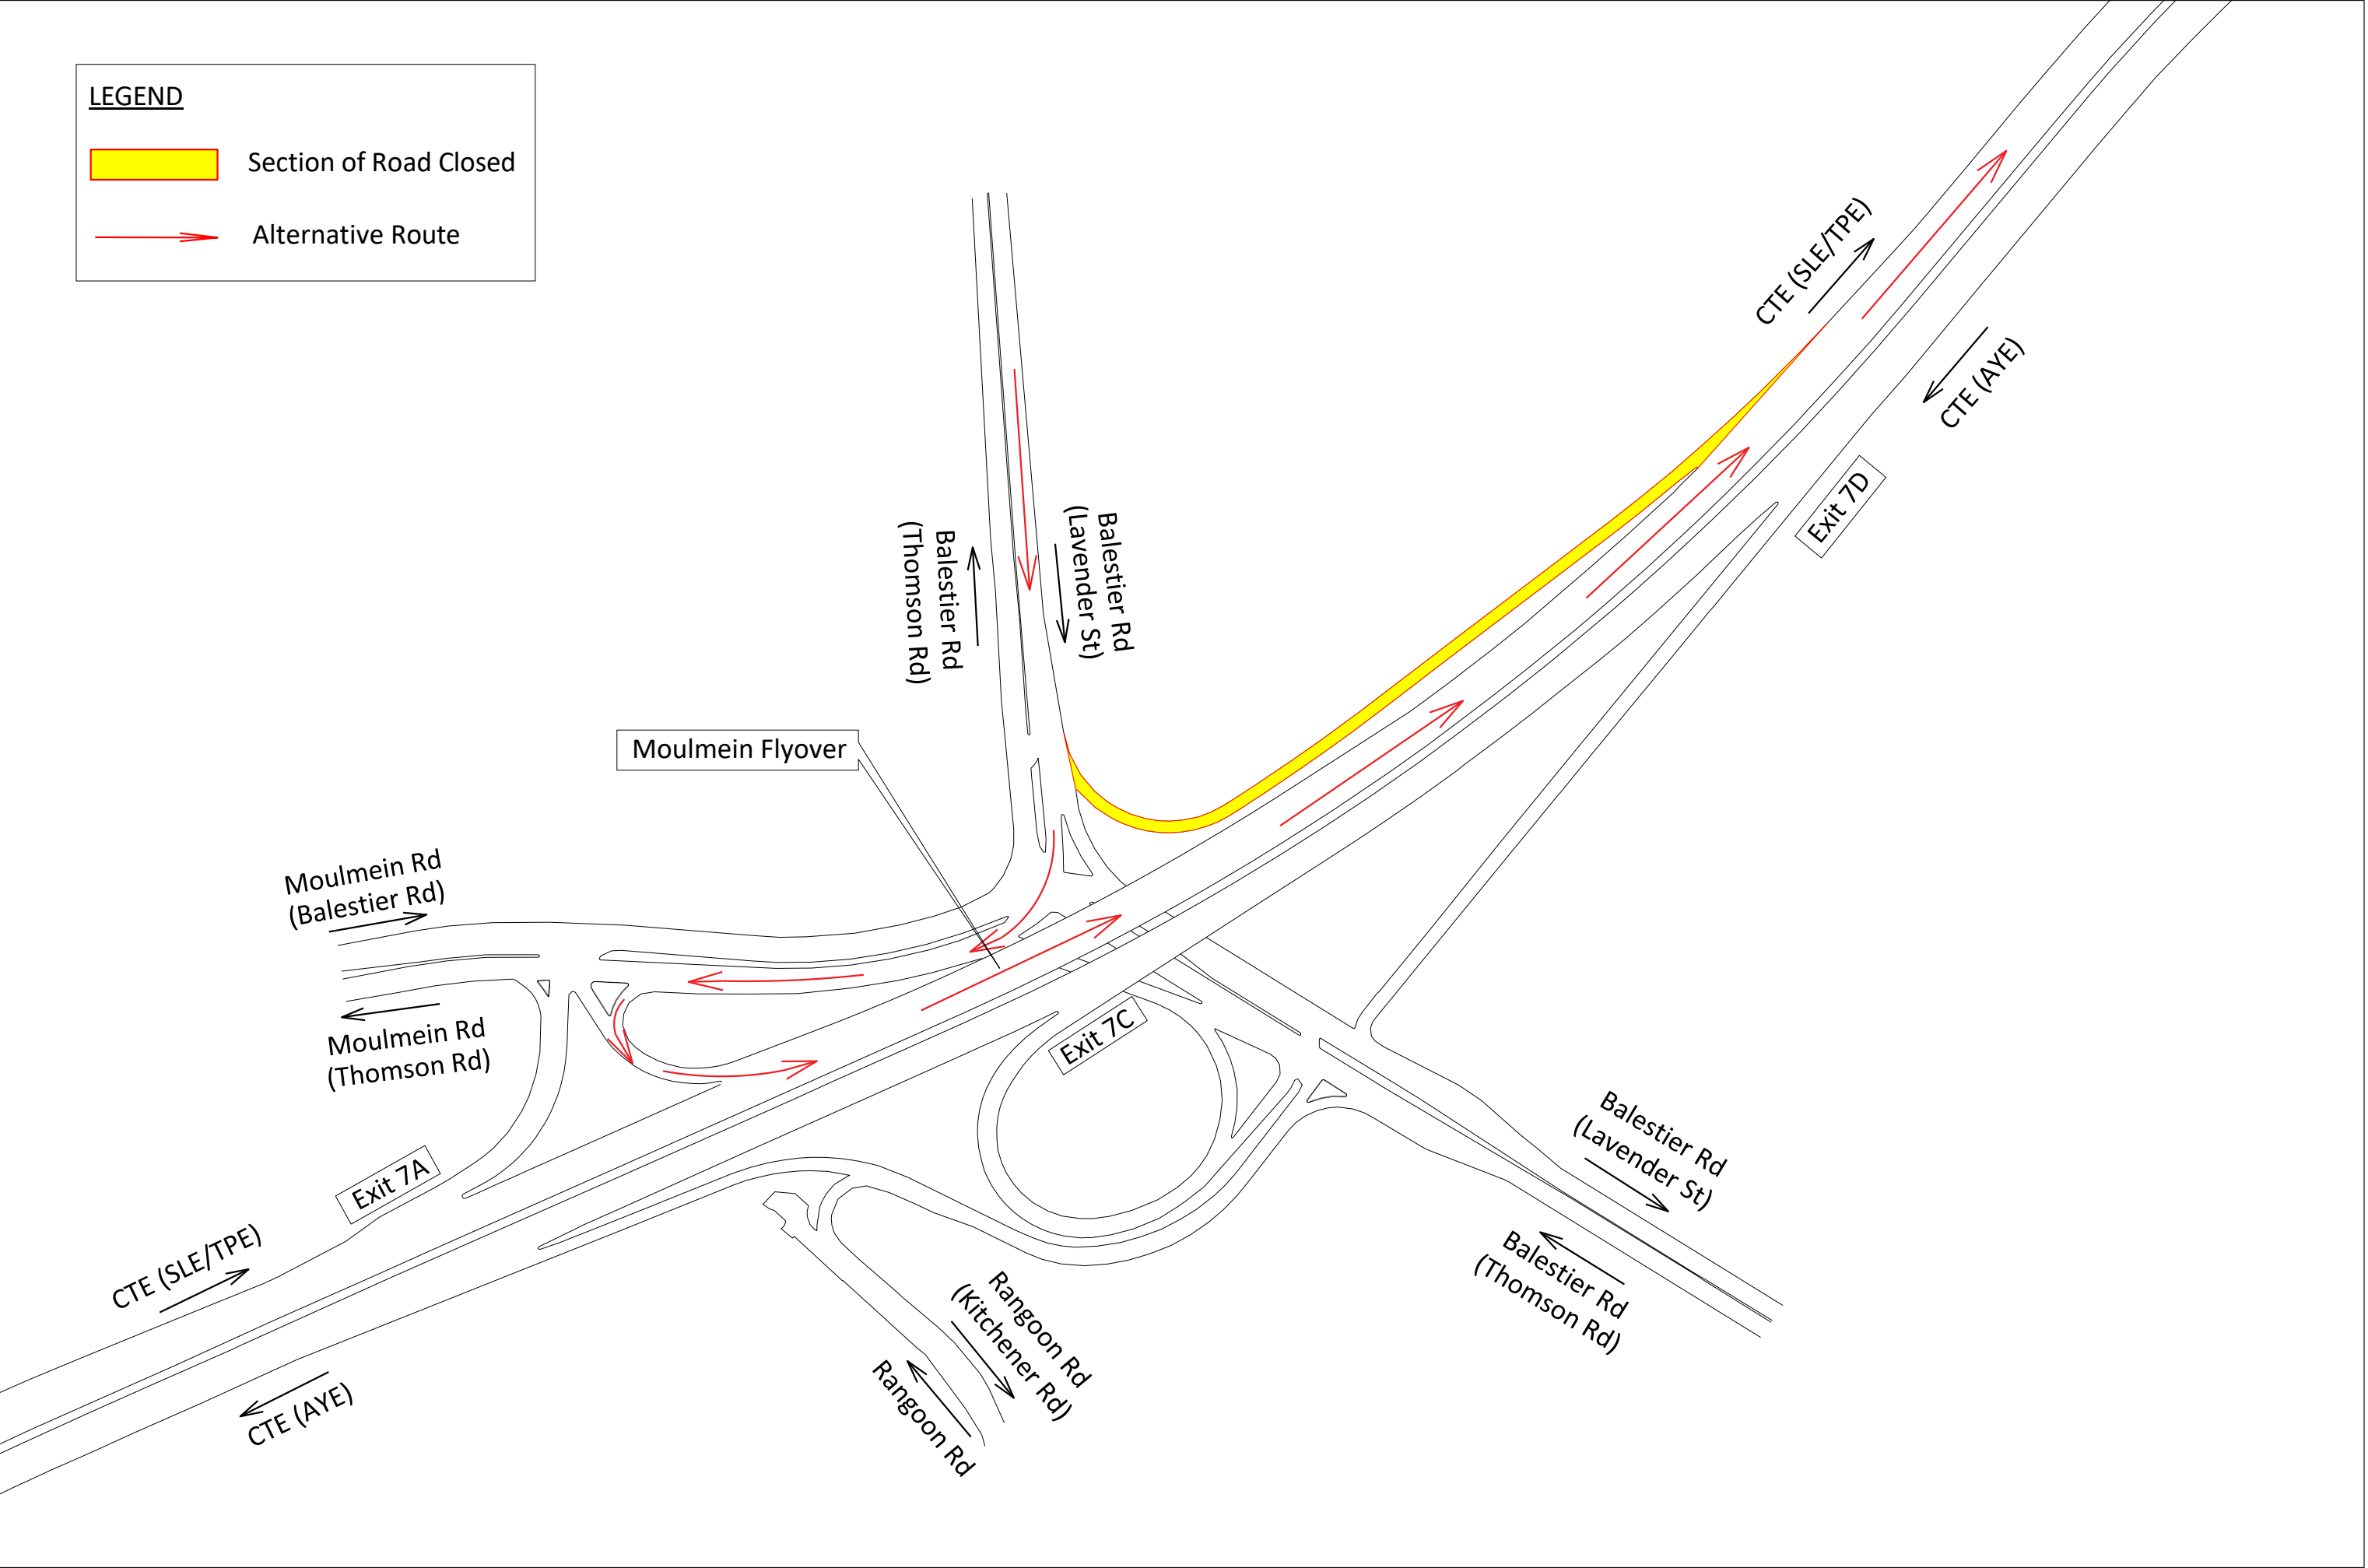 LEGEND
Section of Road Closed
Alternative Route
CTE (SLE/TPE)
CTE (AYE)
Exit 7D
Balestier Rd
(Thomson Rd)
Balestier Rd
(Lavender St)
Moulmein Flyover
Moulmein Rd
(Balestier Rd)
Moulmein Rd
(Thomson Rd)
Exit 7C
Exit 7A
Balestier Rd
(Lavender St)
Balestier Rd
(Thomson Rd)
CTE (SLE/TPE)
CTE (AYE)
Rangoon Rd
(Kitchener Rd)
Rangoon Rd